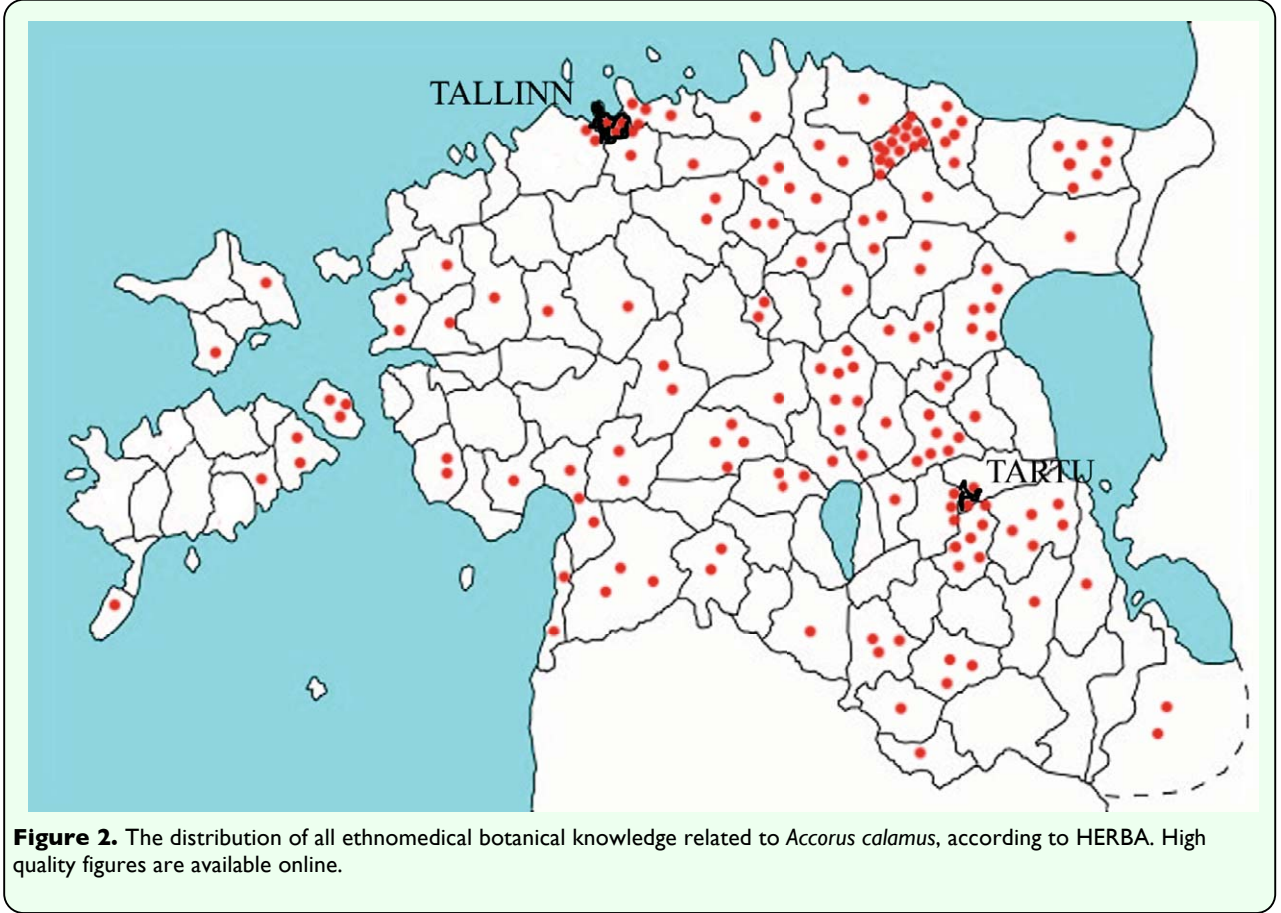 TALLINN
TARTU
Figure 2. The distribution of all ethnomedical botanical knowledge related to Accorus calamus, according to HERBA. High
quality figures are available online.